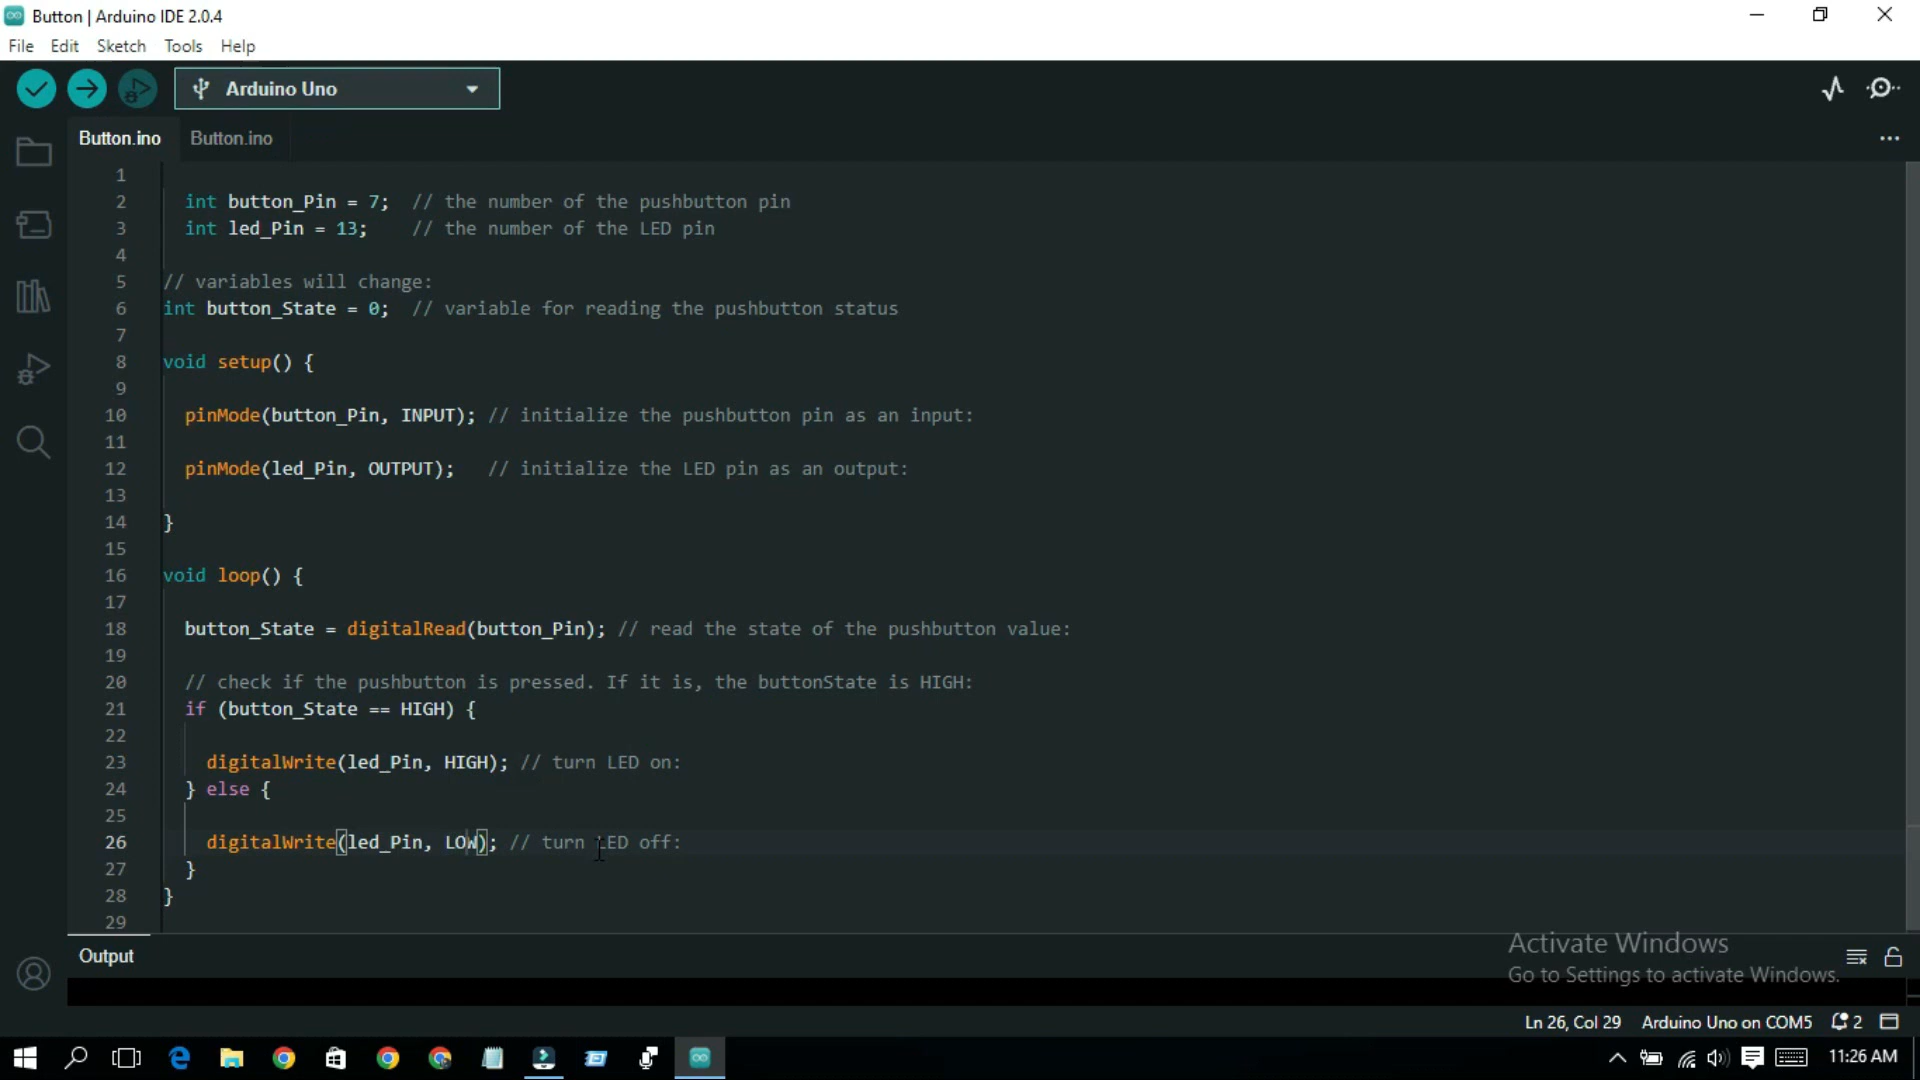 Button | Arduino IDE 2.0.4
File Edit Sketch Tools Help
Arduino Uno
Button.ino Button.ino
1
2 int button_Pin = 7; // the number of the pushbutton pin
3 int led_Pin = 13; // the number of the LED pin
4
5 // variables will change:
6 int button_State = 0; // variable for reading the pushbutton status
7
8 void setup() {
9
10 pinMode(button_Pin, INPUT); // initialize the pushbutton pin as an input:
11
12 pinMode(led_Pin, OUTPUT); // initialize the LED pin as an output:
13
14 }
15
16 void loop() {
17
18 button_State = digitalRead(button_Pin); // read the state of the pushbutton value:
19
20 // check if the pushbutton is pressed. If it is, the buttonState is HIGH:
21 if (button_State == HIGH) {
22
23 digitalWrite(led_Pin, HIGH); // turn LED on:
24 } else {
25
26 digitalWrite(led_Pin, LOW); // turn LED off:
27 }
28 }
29
Output
Activate Windows
Go to Settings to activate Windows.
Ln 26, Col 29 Arduino Uno on COM5 2
11:26 AM